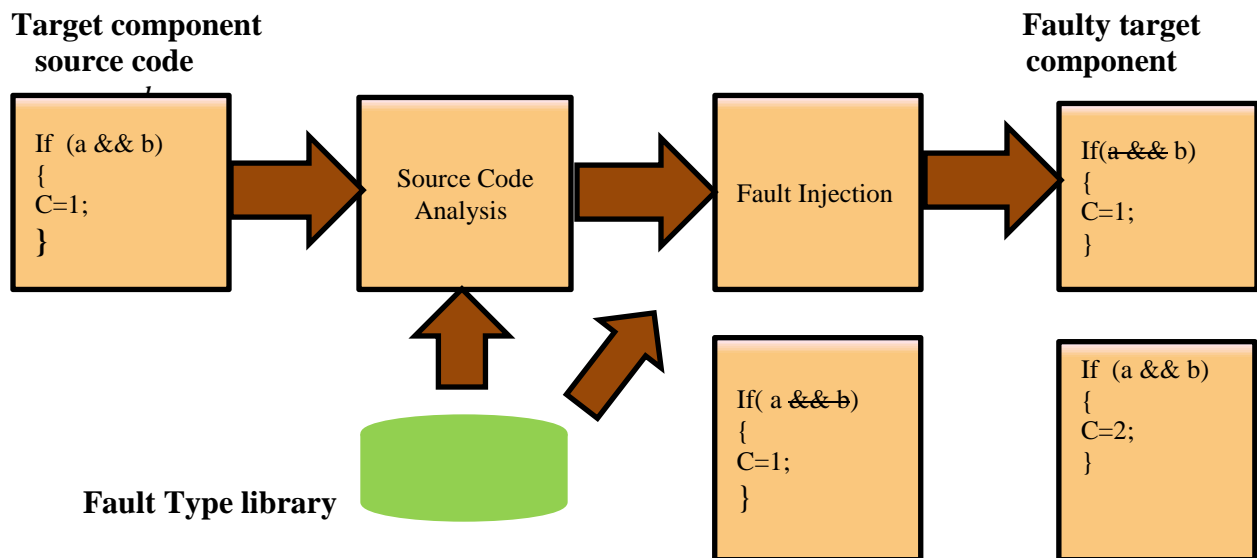 Target component
source code
If (a && b)
{
C=1;
}
Source Code
Analysis
Fault Injection
Faulty target
component
If(a && b)
{
C=1;
}
Fault Type library
If( a && b)
{
C=1;
}
If (a && b)
{
C=2;
}